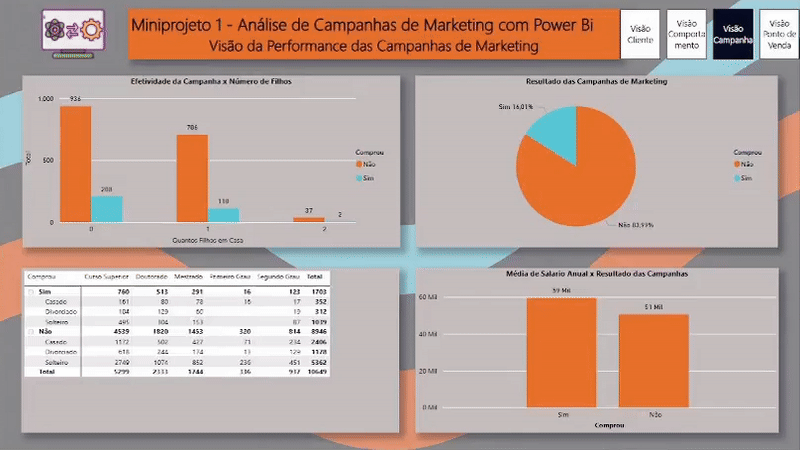 Miniprojeto 1 - Análise de Campanhas de Marketing com Power Bi
Visão da Performance das Campanhas de Marketing
Visão Cliente
Visão Comporta mento
Visão Campanha
Visão Ponto de Venda
Efetividade da Campanha x Número de Filhos
1,000
500
0
Total
936
208
786
110
37
2
0
1
2
Quantos Filhos em Casa
Comprou
Não
Sim
Resultado das Campanhas de Marketing
Sim 16,01%
Não 83,99%
Comprou
Não
Sim
Comprou Curso Superior Doutorado Mestrado Primeiro Grau Segundo Grau Total
Sim 760 513 291 16 123 1703
Casado 161 80 78 16 17 352
Divorciado 104 129 60 19 312
Solteiro 495 304 153 87 1039
Não 4539 1820 1453 320 814 8946
Casado 1172 502 427 71 234 2406
Divorciado 618 244 174 13 129 1178
Solteiro 2749 1074 852 236 451 5362
Total 5299 2333 1744 336 937 10649
Média de Salario Anual x Resultado das Campanhas
60 Mil
40 Mil
20 Mil
0 Mil
59 Mil
51 Mil
Sim
Não
Comprou